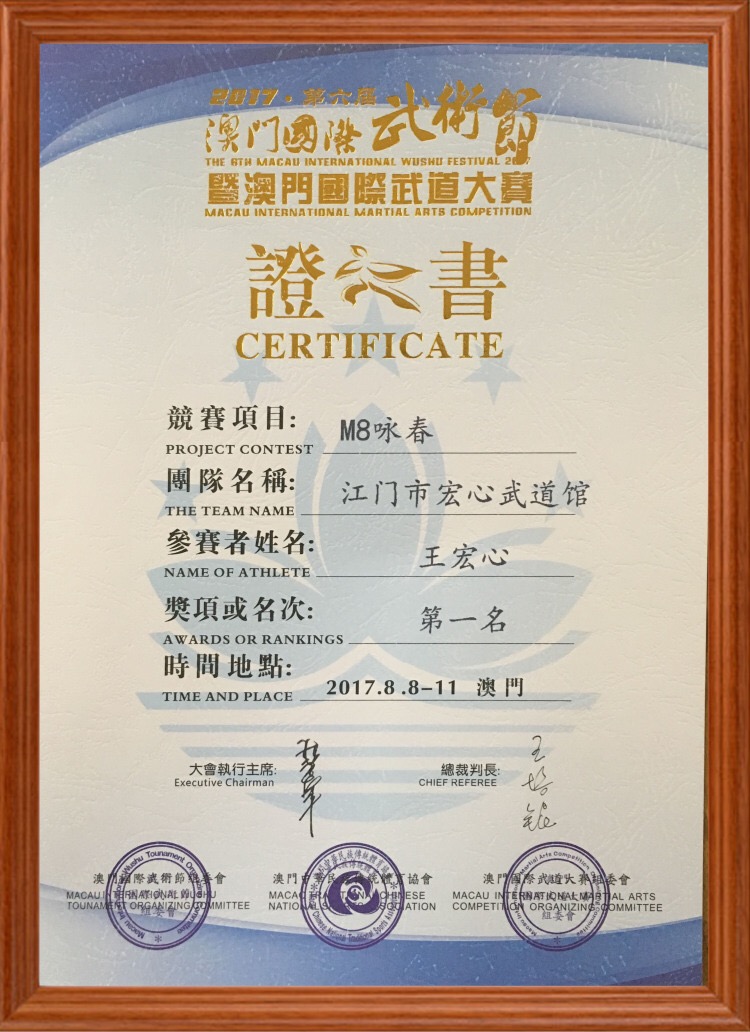 2017·第六屆
澳門國際武術節
THE 6TH MACAU INTERNATIONAL WUSHU FESTIVAL 2017
暨澳門國際武道大賽
MACAU INTERNATIONAL MARTIAL ARTS COMPETITION
證書
CERTIFICATE
競賽項目: M8咏春
PROJECT CONTEST
團隊名稱: 江门市宏心武道馆
THE TEAM NAME
參賽者姓名: 王宏心
NAME OF ATHLETE
獎項或名次: 第一名
AWARDS OR RANKINGS
時間地點: 2017.8.8-11 澳門
TIME AND PLACE
大會執行主席: 總裁判長:
Executive Chairman CHIEF REFEREE
王培錕
澳門國際武術節組委會 澳門中華民族傳統體育協會 澳門國際武道大賽組委會
MACAU INTERNATIONAL WUSHU MACAO TRADITIONAL CHINESE MACAU INTERNATIONAL MARTIAL ARTS
TOUNAMENT ORGANIZING COMMITTEE NATIONAL SPORTS ASSOCIATION COMPETITION ORGANIZING COMMITTEE